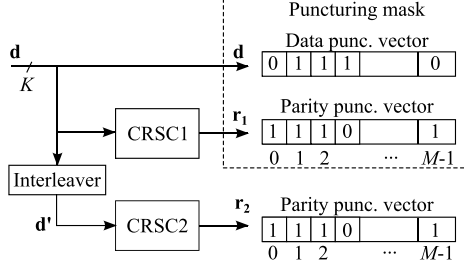 Puncturing mask
d
d
Data punc. vector
0 1 1 1 0
K
r1
Parity punc. vector
CRSC1
1 1 1 0 1
0 1 2 ··· M-1
Interleaver
r2
Parity punc. vector
d'
CRSC2
1 1 1 0 1
0 1 2 ··· M-1